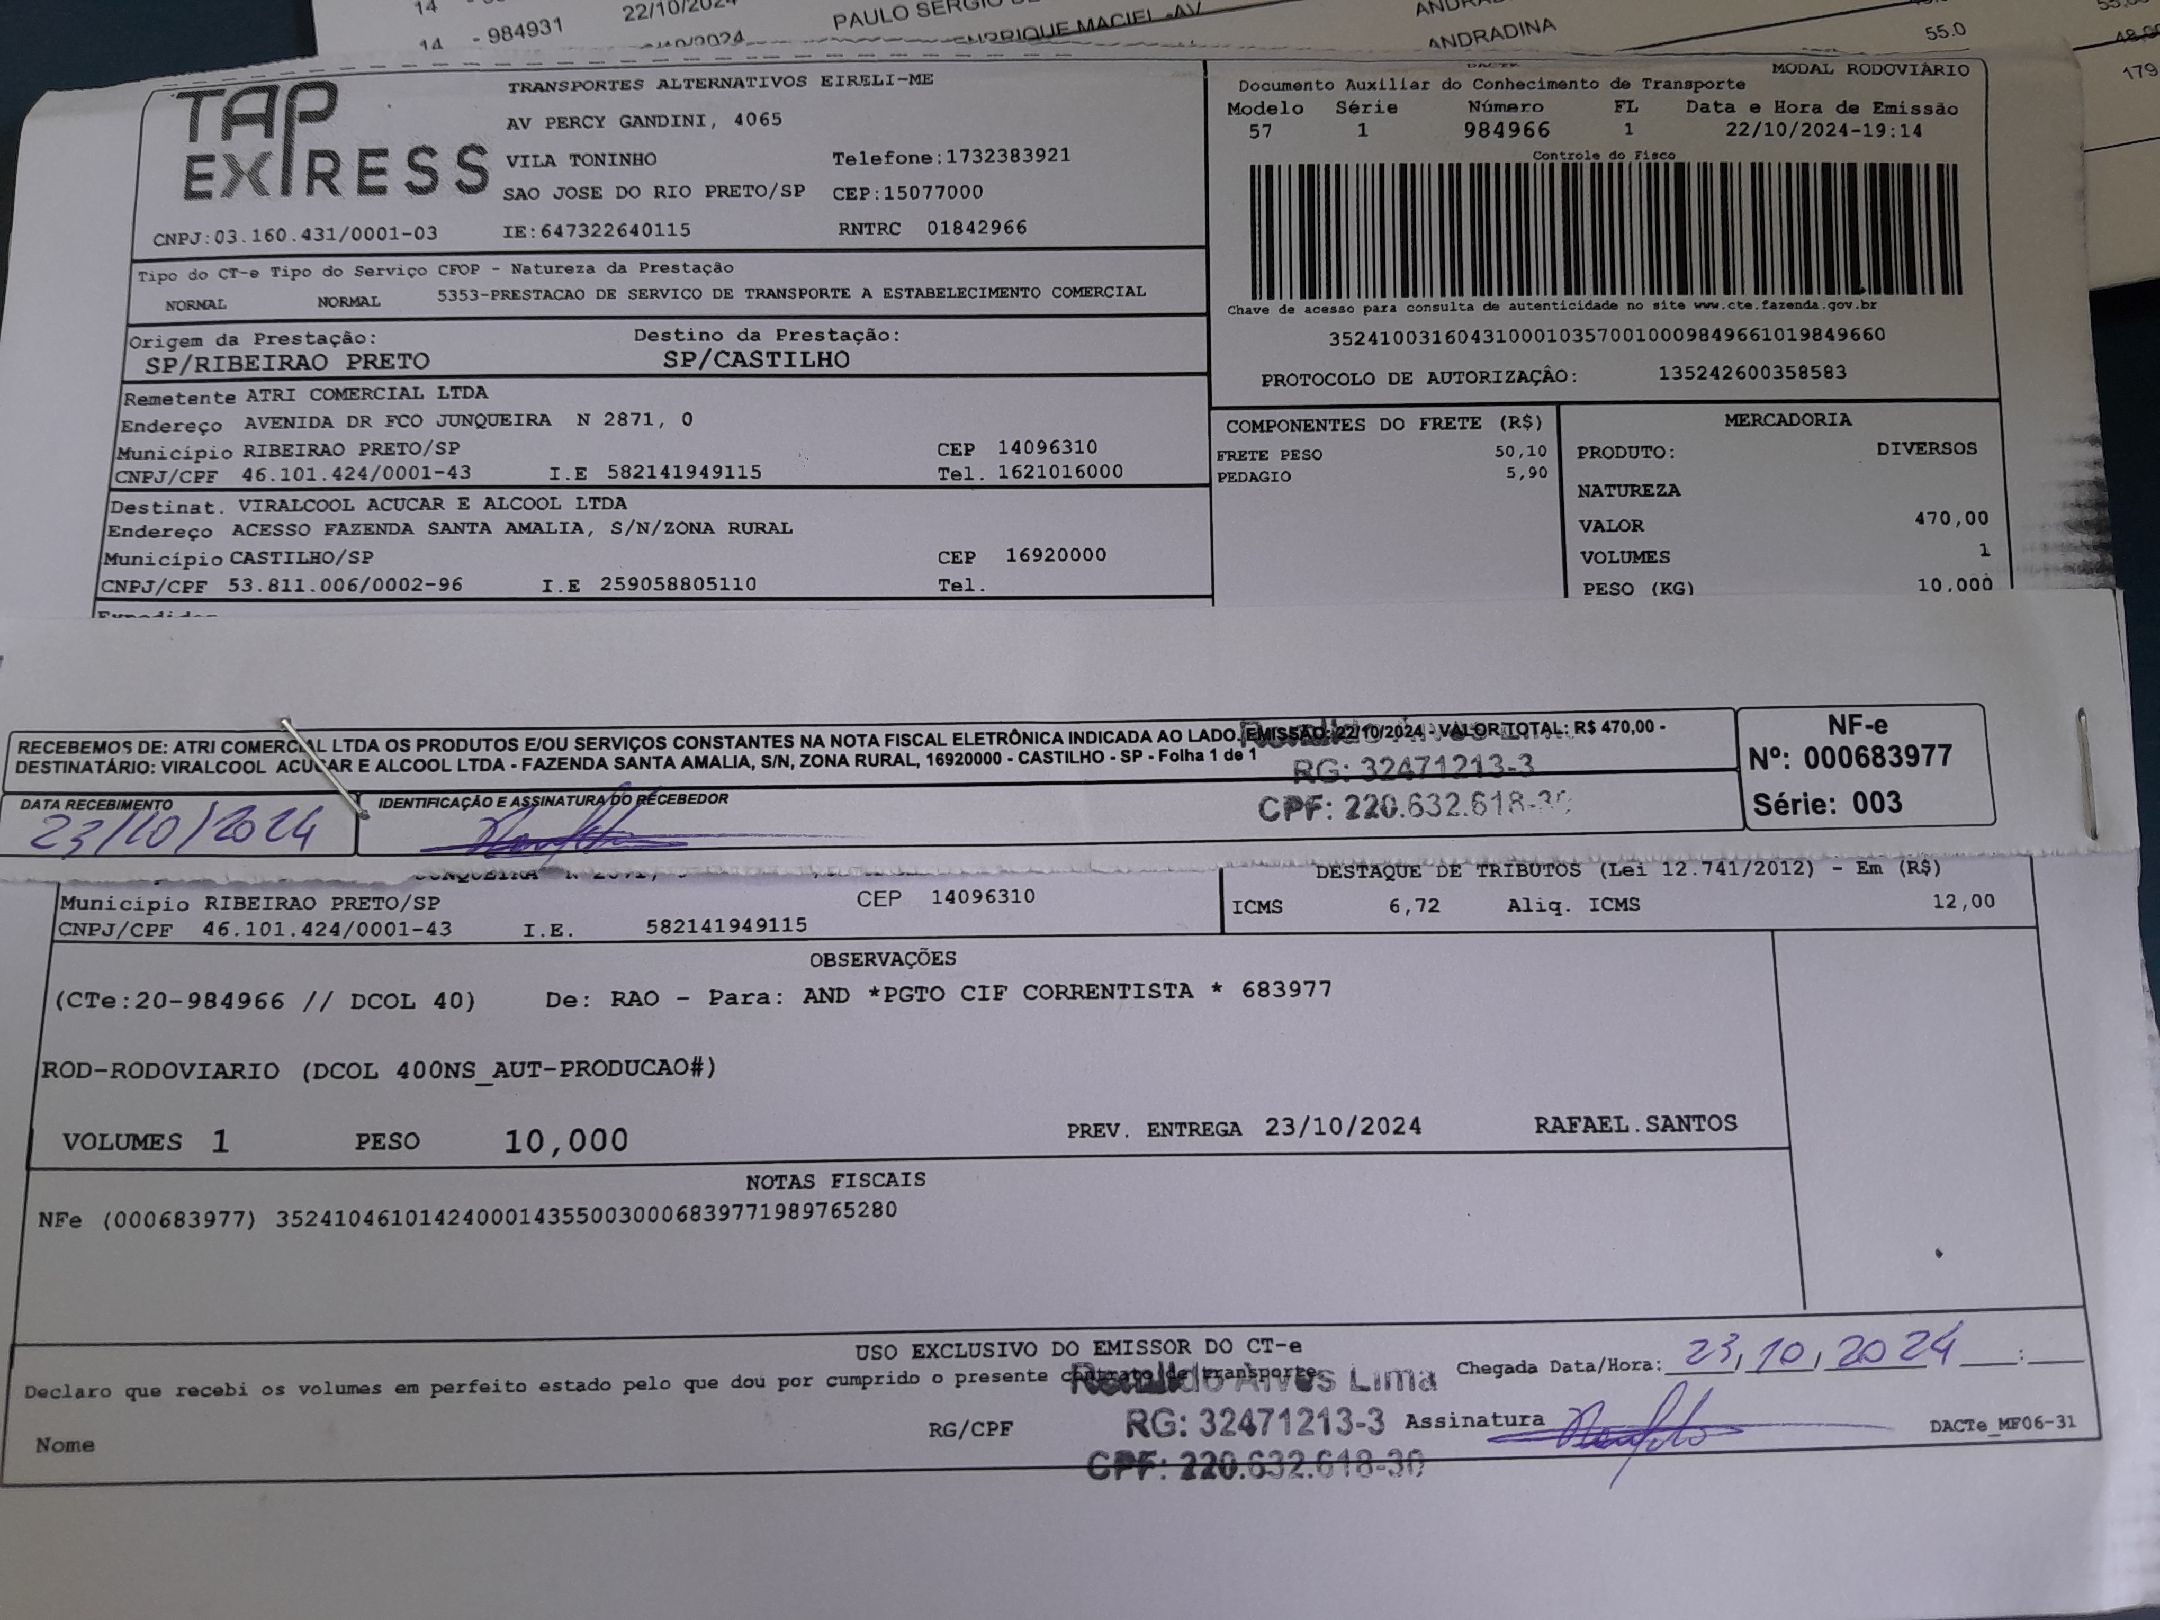 14
22/10/2024
PAULO SERGIO
14 - 984931
HENRIQUE MACIEL -AV
ANDRADINA
55.0
179
TAP EXPRESS
TRANSPORTES ALTERNATIVOS EIRELI-ME
AV PERCY GANDINI, 4065
VILA TONINHO Telefone:1732383921
SAO JOSE DO RIO PRETO/SP CEP:15077000
CNPJ:03.160.431/0001-03 IE:647322640115 RNTRC 01842966
MODAL RODOVIÁRIO
Documento Auxiliar do Conhecimento de Transporte
Modelo Série Número FL Data e Hora de Emissão
57 1 984966 1 22/10/2024-19:14
Controle do Fisco
Chave de acesso para consulta de autenticidade no site www.cte.fazenda.gov.br
35241003160431000103570010009849661019849660
PROTOCOLO DE AUTORIZAÇÂO: 135242600358583
Tipo do CT-e Tipo do Serviço CFOP - Natureza da Prestação
NORMAL NORMAL 5353-PRESTACAO DE SERVICO DE TRANSPORTE A ESTABELECIMENTO COMERCIAL
Origem da Prestação: Destino da Prestação:
SP/RIBEIRAO PRETO SP/CASTILHO
Remetente ATRI COMERCIAL LTDA
Endereço AVENIDA DR FCO JUNQUEIRA N 2871, 0
Município RIBEIRAO PRETO/SP CEP 14096310
CNPJ/CPF 46.101.424/0001-43 I.E 582141949115 Tel. 1621016000
Destinat. VIRALCOOL ACUCAR E ALCOOL LTDA
Endereço ACESSO FAZENDA SANTA AMALIA, S/N/ZONA RURAL
Município CASTILHO/SP CEP 16920000
CNPJ/CPF 53.811.006/0002-96 I.E 259058805110 Tel.
COMPONENTES DO FRETE (R$)
FRETE PESO 50,10
PEDAGIO 5,90
MERCADORIA
PRODUTO: DIVERSOS
NATUREZA
VALOR 470,00
VOLUMES 1
PESO (KG) 10,000
RECEBEMOS DE: ATRI COMERCIAL LTDA OS PRODUTOS E/OU SERVIÇOS CONSTANTES NA NOTA FISCAL ELETRÔNICA INDICADA AO LADO. EMISSÃO: 22/10/2024 - VALOR TOTAL: R$ 470,00 -
DESTINATÁRIO: VIRALCOOL ACUCAR E ALCOOL LTDA - FAZENDA SANTA AMALIA, S/N, ZONA RURAL, 16920000 - CASTILHO - SP - Folha 1 de 1
RG: 32471213-3
CPF: 220.632.618-30
DATA RECEBIMENTO
23/10/2024
IDENTIFICAÇÃO E ASSINATURA DO RECEBEDOR
NF-e
Nº: 000683977
Série: 003
Município RIBEIRAO PRETO/SP CEP 14096310
CNPJ/CPF 46.101.424/0001-43 I.E. 582141949115
DESTAQUE DE TRIBUTOS (Lei 12.741/2012) - Em (R$)
ICMS 6,72 Aliq. ICMS 12,00
OBSERVAÇÕES
(CTe:20-984966 // DCOL 40) De: RAO - Para: AND *PGTO CIF CORRENTISTA * 683977
ROD-RODOVIARIO (DCOL 400NS_AUT-PRODUCAO#)
VOLUMES 1 PESO 10,000 PREV. ENTREGA 23/10/2024 RAFAEL.SANTOS
NOTAS FISCAIS
NFe (000683977) 35241046101424000143550030006839771989765280
USO EXCLUSIVO DO EMISSOR DO CT-e
Declaro que recebi os volumes em perfeito estado pelo que dou por cumprido o presente contrato de transporte
Chegada Data/Hora: 23/10/2024 :
Alves Lima
Nome RG/CPF RG: 32471213-3 Assinatura DACTe_MF06-31
CPF: 220.632.618-30